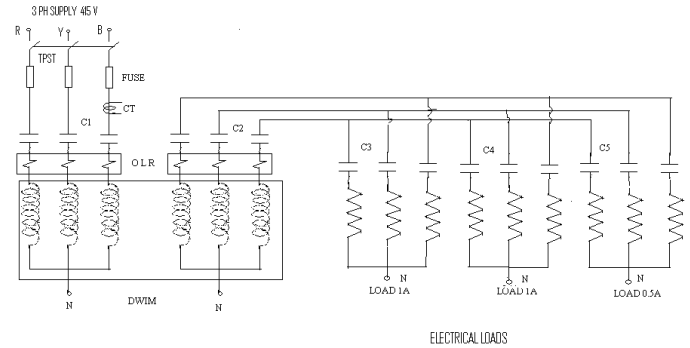 3 PH SUPPLY 415 V
R Y B
TPST
FUSE
CT
C1 C2
C3 C4 C5
O L R
N N
DWIM
N N N
LOAD 1A LOAD 1A LOAD 0.5A
ELECTRICAL LOADS